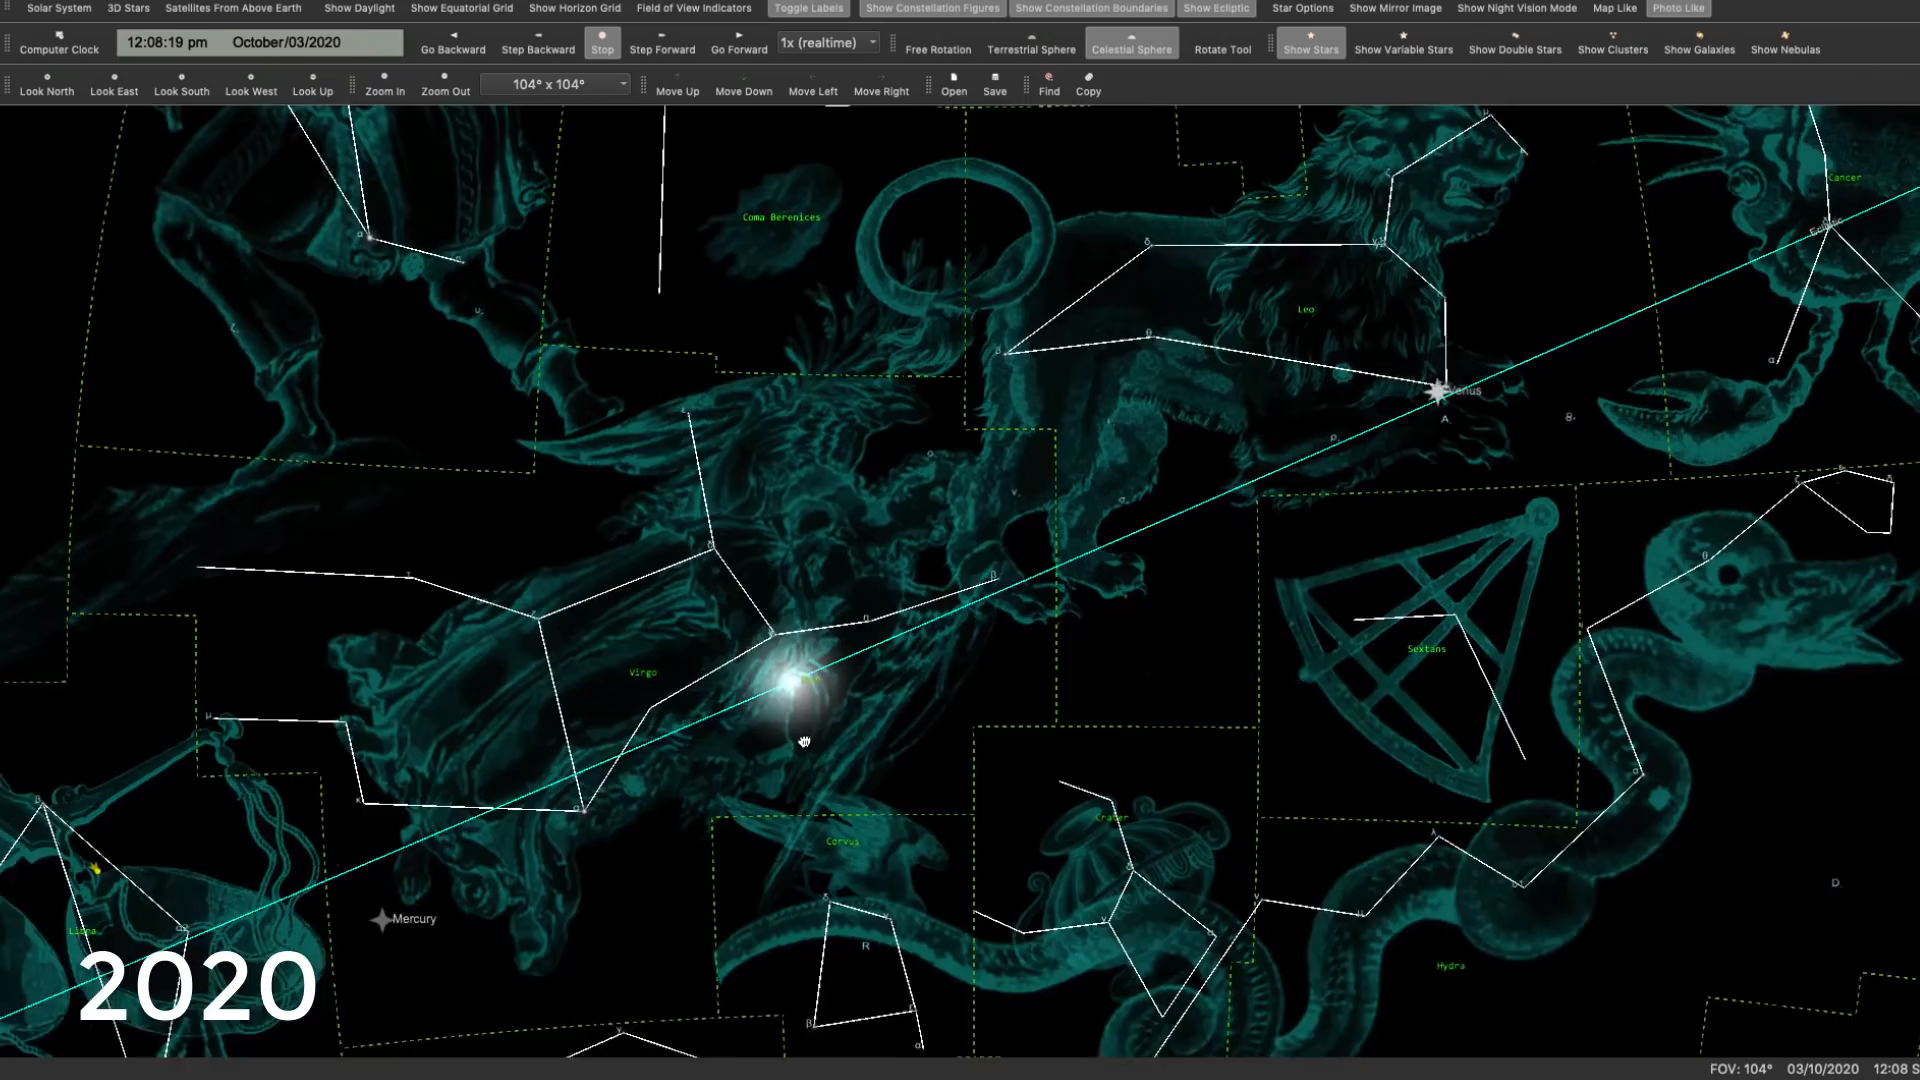 Solar System 3D Stars Satellites From Above Earth Show Daylight Show Equatorial Grid Show Horizon Grid Field of View Indicators Toggle Labels Show Constellation Figures Show Constellation Boundaries Show Ecliptic Star Options Show Mirror Image Show Night Vision Mode Map Like Photo Like
Computer Clock 12:08:19 pm October/03/2020 Go Backward Step Backward Stop Step Forward Go Forward 1x (realtime) Free Rotation Terrestrial Sphere Celestial Sphere Rotate Tool Show Stars Show Variable Stars Show Double Stars Show Clusters Show Galaxies Show Nebulas
Look North Look East Look South Look West Look Up Zoom In Zoom Out 104° x 104° Move Up Move Down Move Left Move Right Open Save Find Copy
Cancer
Coma Berenices
Leo
Venus
A
Sextans
Virgo
Crater
Corvus
D
Mercury
Libra
R
Hydra
2020
FOV: 104° 03/10/2020 12:08